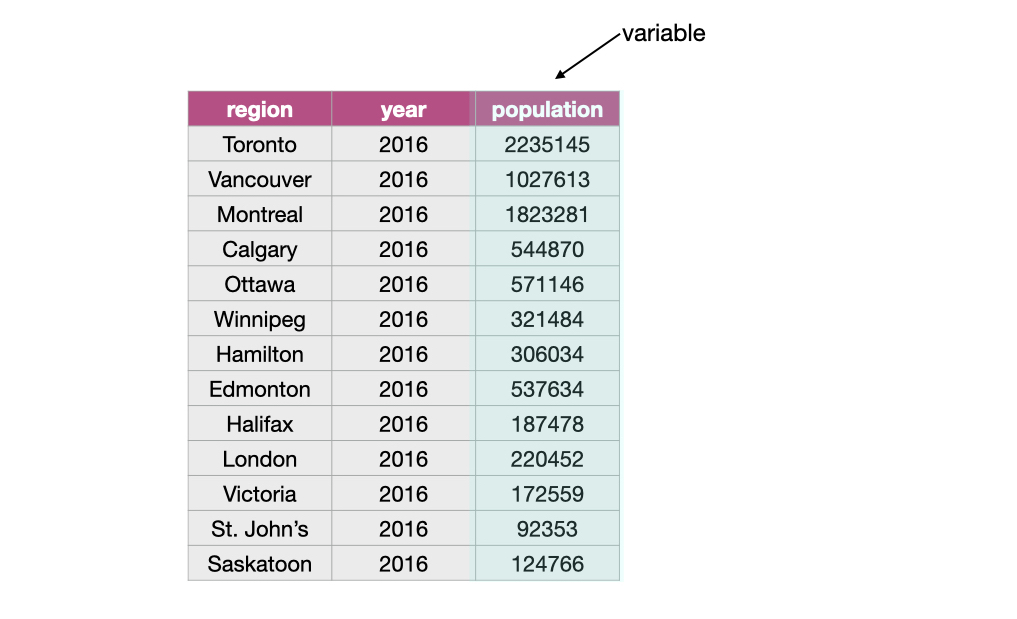 variable
region year population
Toronto 2016 2235145
Vancouver 2016 1027613
Montreal 2016 1823281
Calgary 2016 544870
Ottawa 2016 571146
Winnipeg 2016 321484
Hamilton 2016 306034
Edmonton 2016 537634
Halifax 2016 187478
London 2016 220452
Victoria 2016 172559
St. John’s 2016 92353
Saskatoon 2016 124766